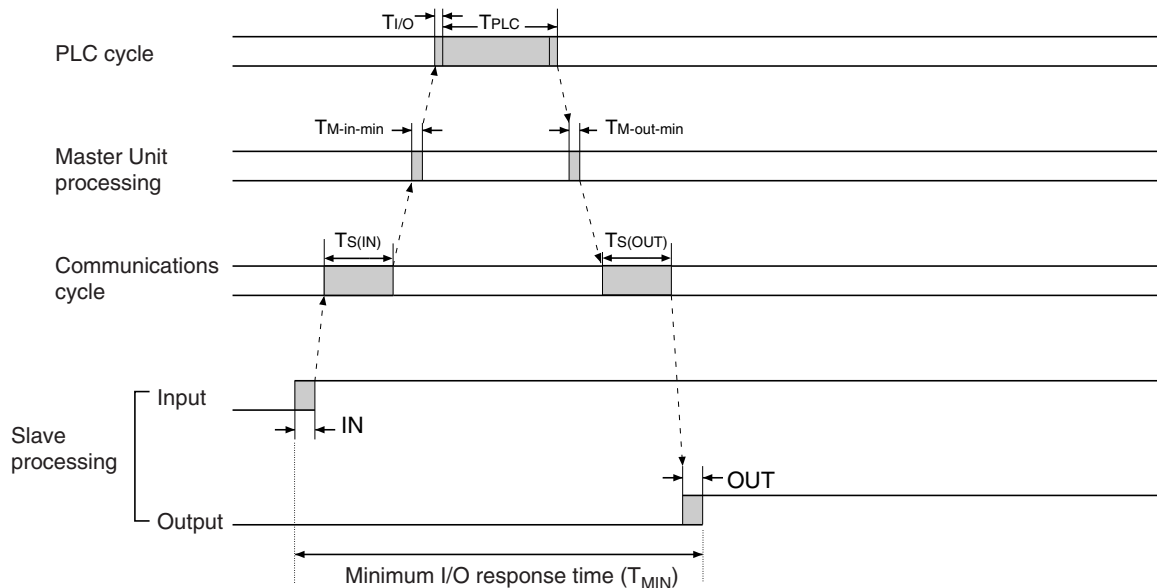 TI/O
TPLC
PLC cycle
TM-in-min
TM-out-min
Master Unit
processing
TS(IN)
TS(OUT)
Communications
cycle
Input
IN
Slave
processing
OUT
Output
Minimum I/O response time (TMIN)